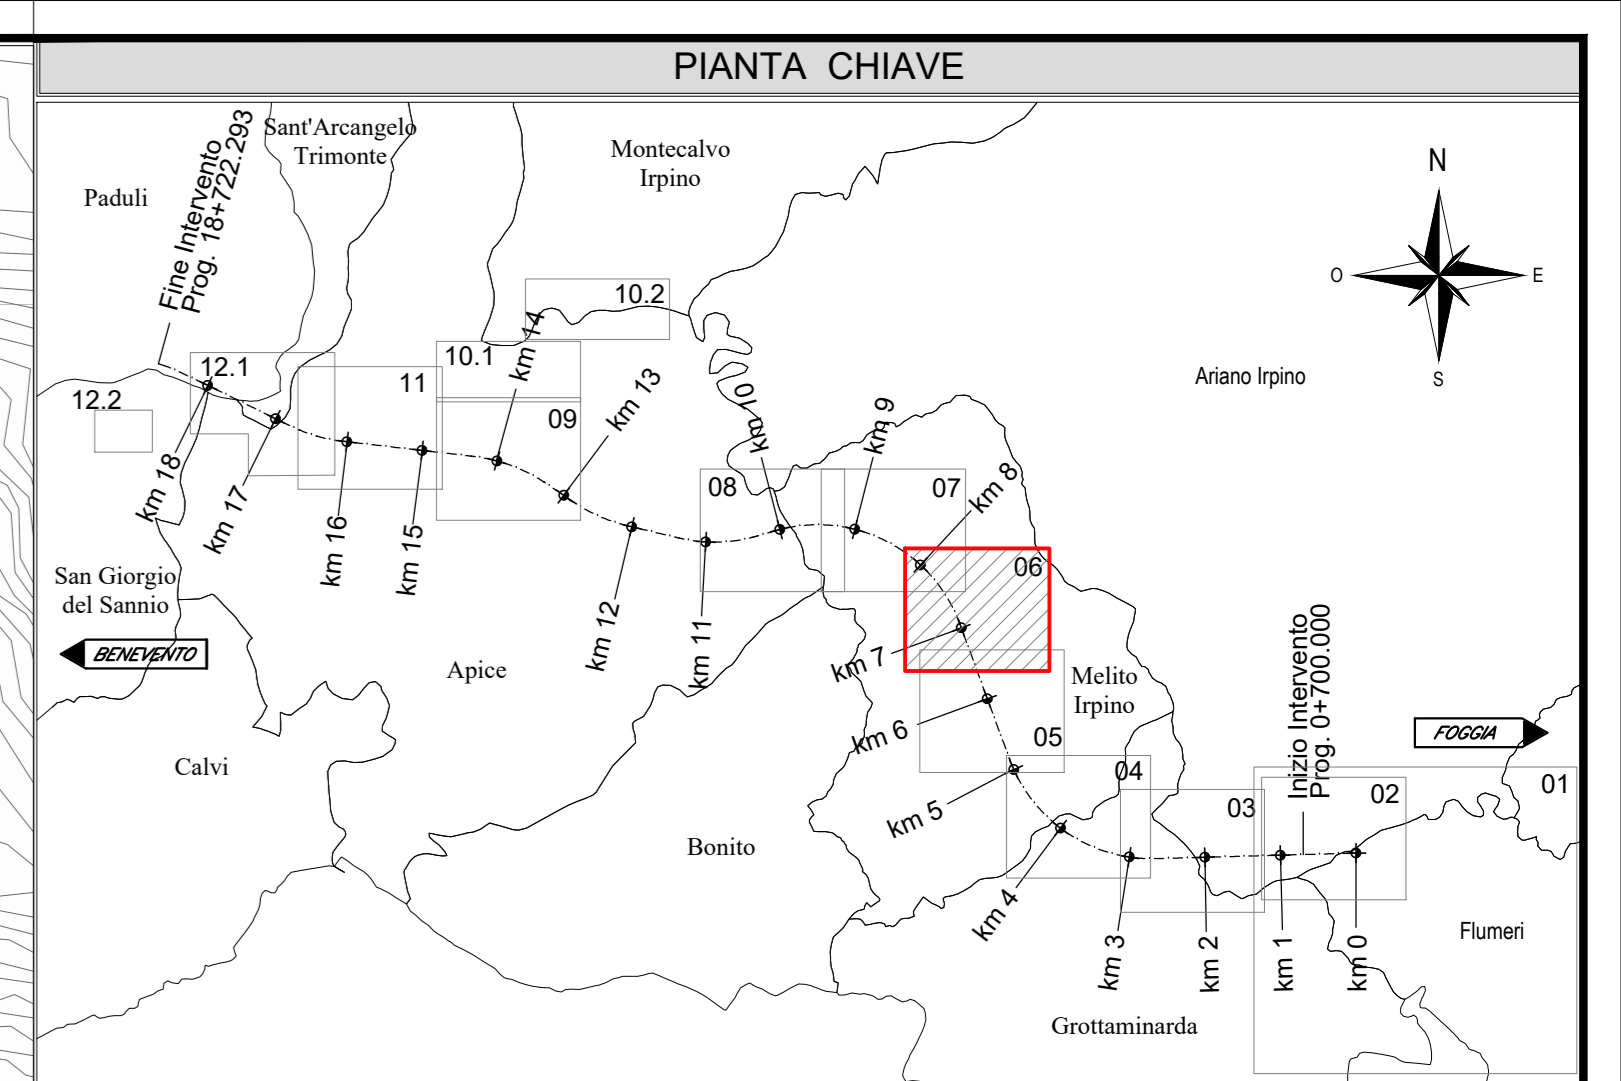 PIANTA CHIAVE
Sant'Arcangelo
Trimonte
Montecalvo
Irpino
Paduli
Fine Intervento
Prog. 18+722.293
N
O
E
S
10.2
km 14
10.1
12.1
11
12.2
09
km 13
Ariano Irpino
km 10
km 9
km 18
km 17
km 16
km 15
08
07
km 8
06
San Giorgio
del Sannio
BENEVENTO
Apice
km 12
km 11
km 7
Melito
Irpino
Inizio Intervento
Prog. 0+700.000
km 6
05
FOGGIA
Calvi
04
03
02
01
km 5
Bonito
km 4
km 3
km 2
km 1
km 0
Flumeri
Grottaminarda